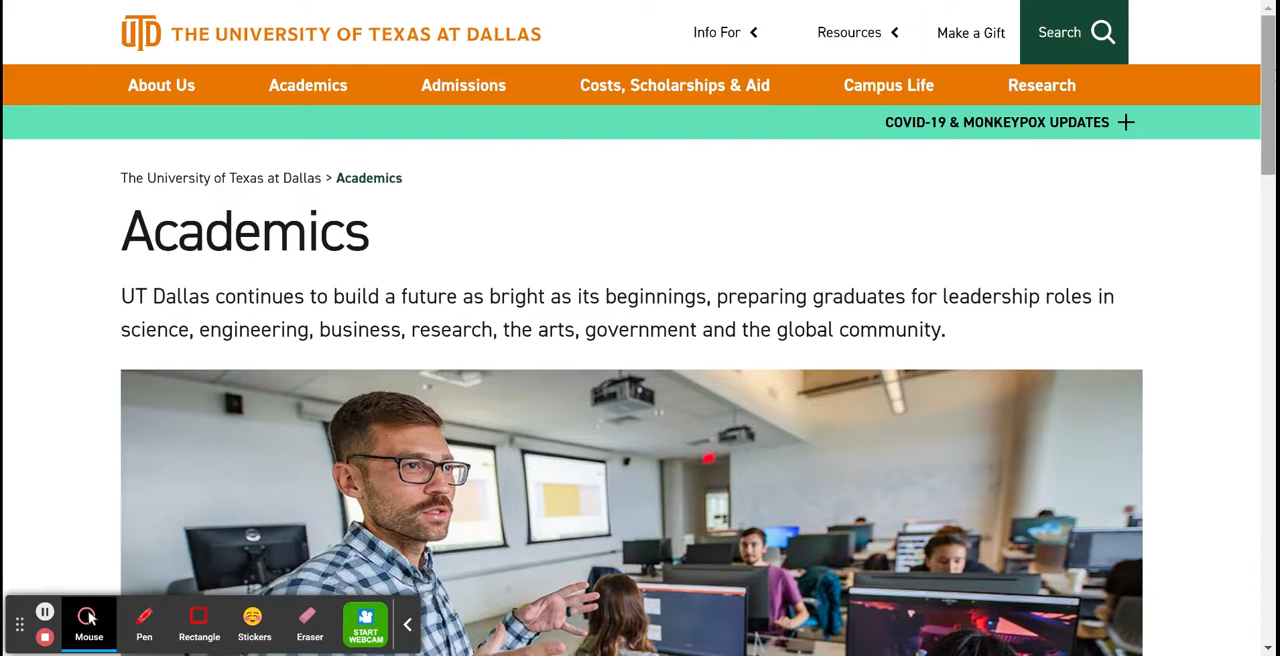 UTD THE UNIVERSITY OF TEXAS AT DALLAS
Info For
Resources
Make a Gift
Search
About Us
Academics
Admissions
Costs, Scholarships & Aid
Campus Life
Research
COVID-19 & MONKEYPOX UPDATES
The University of Texas at Dallas > Academics
Academics
UT Dallas continues to build a future as bright as its beginnings, preparing graduates for leadership roles in
science, engineering, business, research, the arts, government and the global community.
Mouse
Pen
Rectangle
Stickers
Eraser
START
WEBCAM